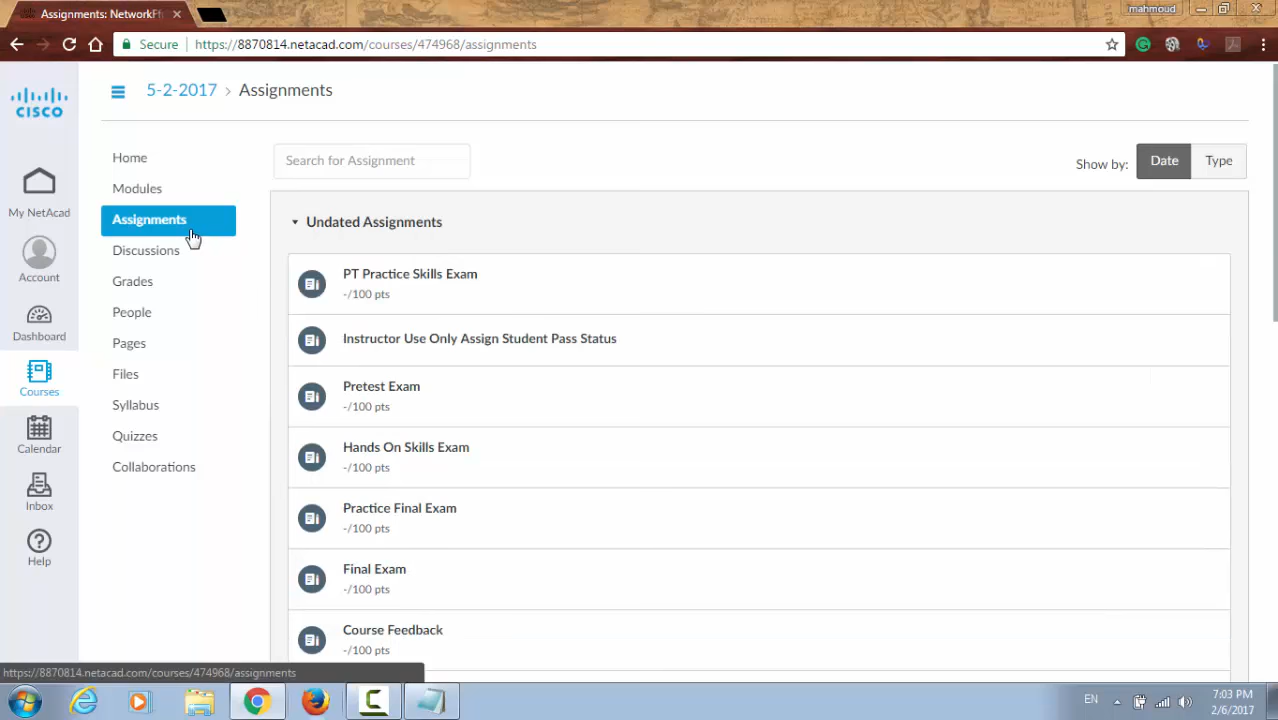 Assignments: NetworkFf
mahmoud
Secure
https://8870814.netacad.com/courses/474968/assignments
CISCO
5-2-2017 > Assignments
My NetAcad
Account
Dashboard
Courses
Calendar
Inbox
Help
Home
Modules
Assignments
Discussions
Grades
People
Pages
Files
Syllabus
Quizzes
Collaborations
Search for Assignment
Show by: Date Type
Undated Assignments
PT Practice Skills Exam
-/100 pts
Instructor Use Only Assign Student Pass Status
Pretest Exam
-/100 pts
Hands On Skills Exam
-/100 pts
Practice Final Exam
-/100 pts
Final Exam
-/100 pts
Course Feedback
-/100 pts
https://8870814.netacad.com/courses/474968/assignments
EN
7:03 PM
2/6/2017